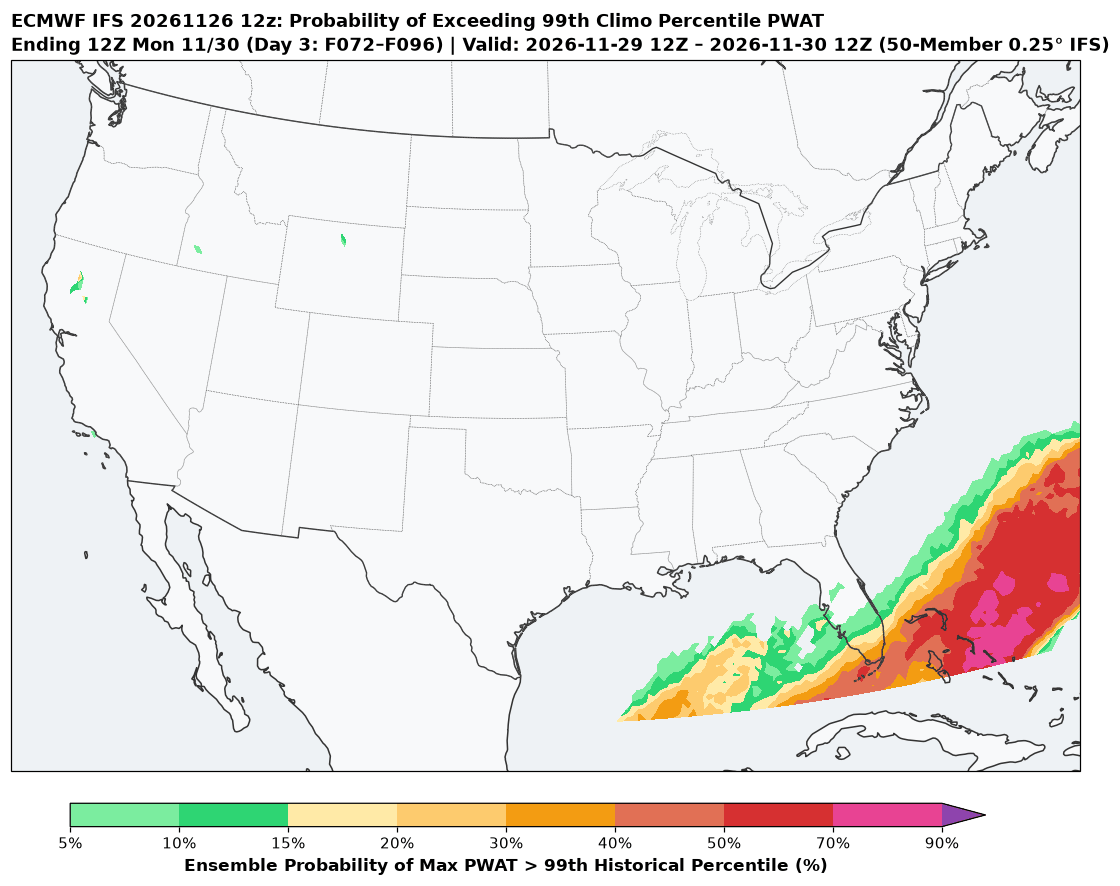 ECMWF IFS 20261126 12z: Probability of Exceeding 99th Climo Percentile PWAT
Ending 12Z Mon 11/30 (Day 3: F072–F096) | Valid: 2026-11-29 12Z – 2026-11-30 12Z (50-Member 0.25° IFS)
5% 10% 15% 20% 30% 40% 50% 70% 90%
Ensemble Probability of Max PWAT > 99th Historical Percentile (%)